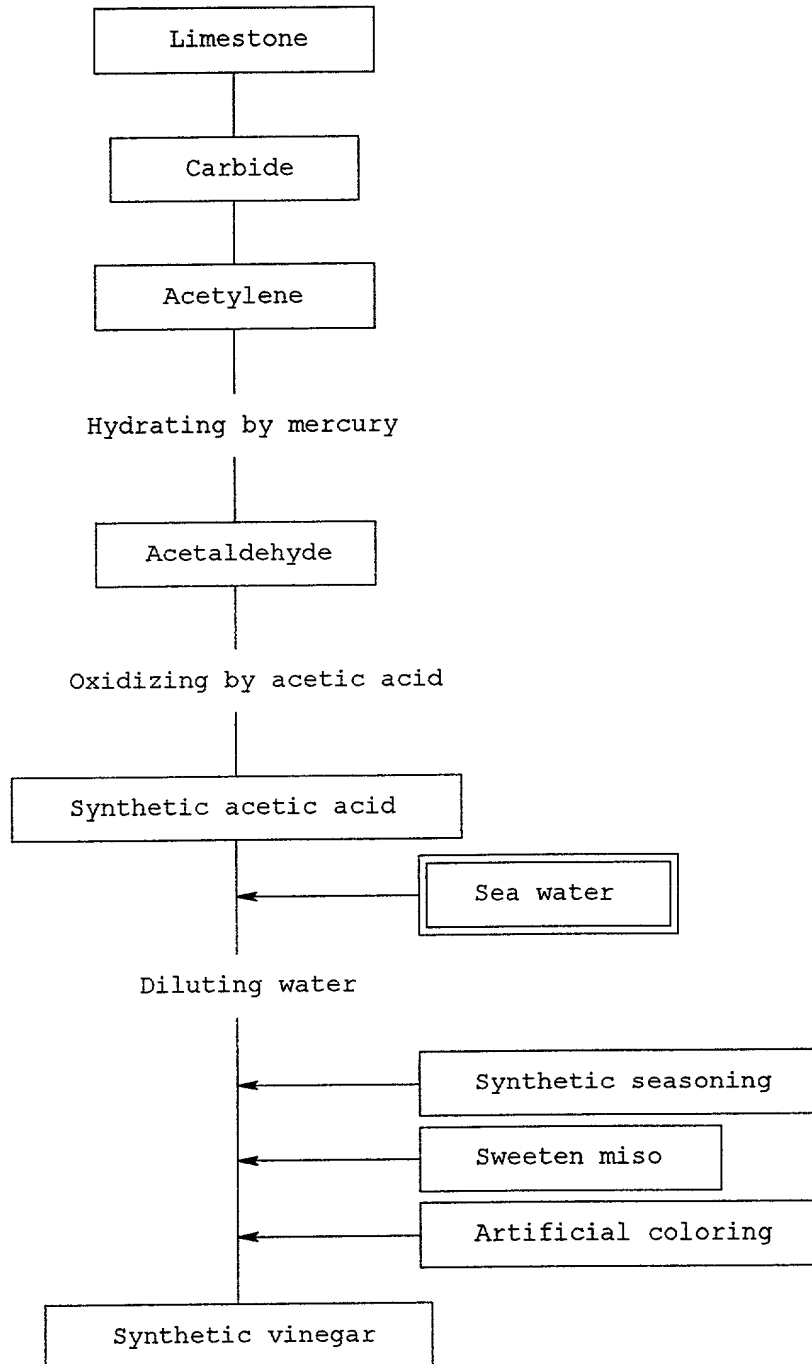 Limestone
Carbide
Acetylene
Hydrating by mercury
Acetaldehyde
Oxidizing by acetic acid
Synthetic acetic acid
Sea water
Diluting water
Synthetic seasoning
Sweeten miso
Artificial coloring
Synthetic vinegar